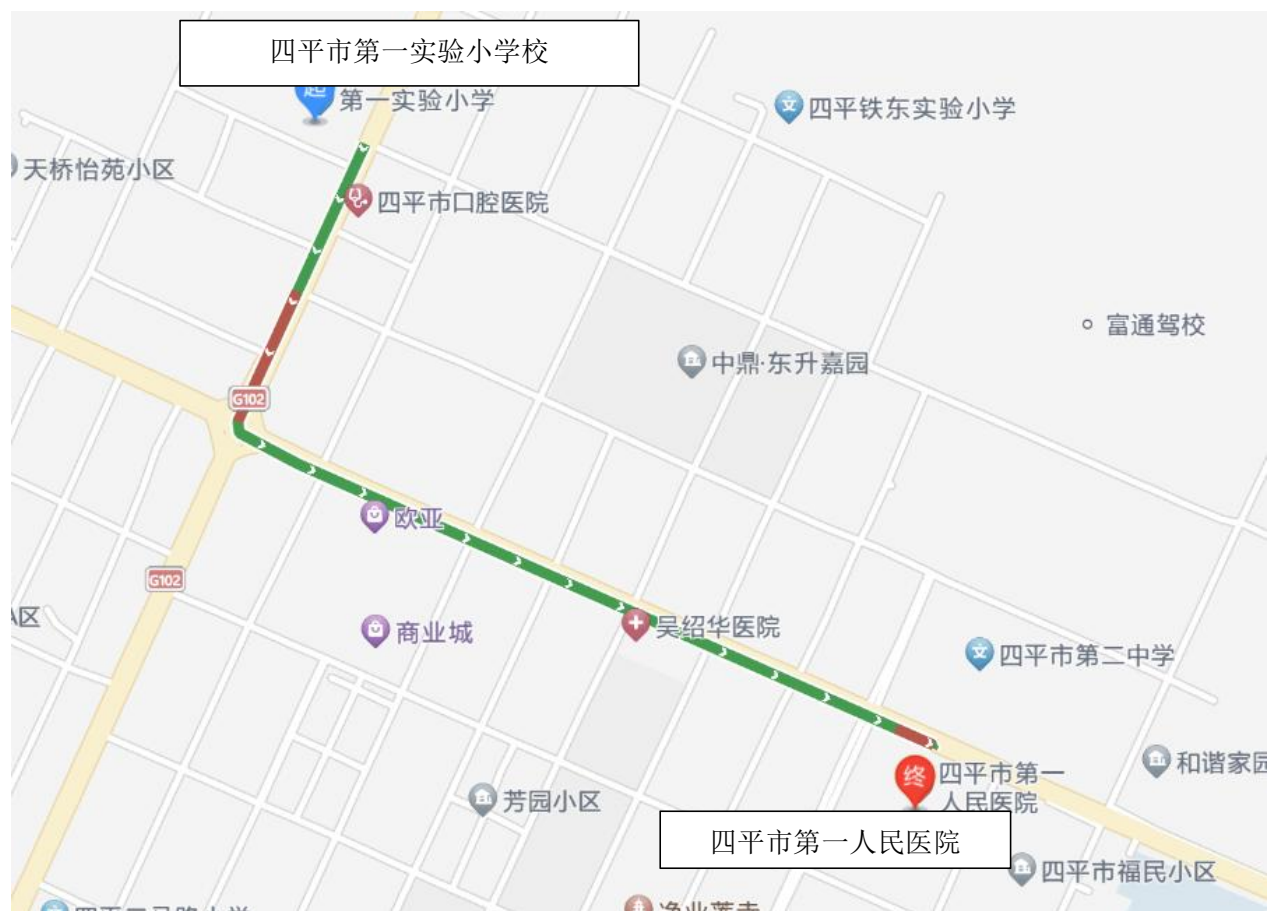 四平市第一实验小学校
起
第一实验小学
四平铁东实验小学
天桥怡苑小区
四平市口腔医院
富通驾校
中鼎·东升嘉园
G102
欧亚
G102
小区
吴绍华医院
商业城
四平市第二中学
终
四平市第一
人民医院
和谐家园
芳园小区
四平市第一人民医院
四平市福民小区